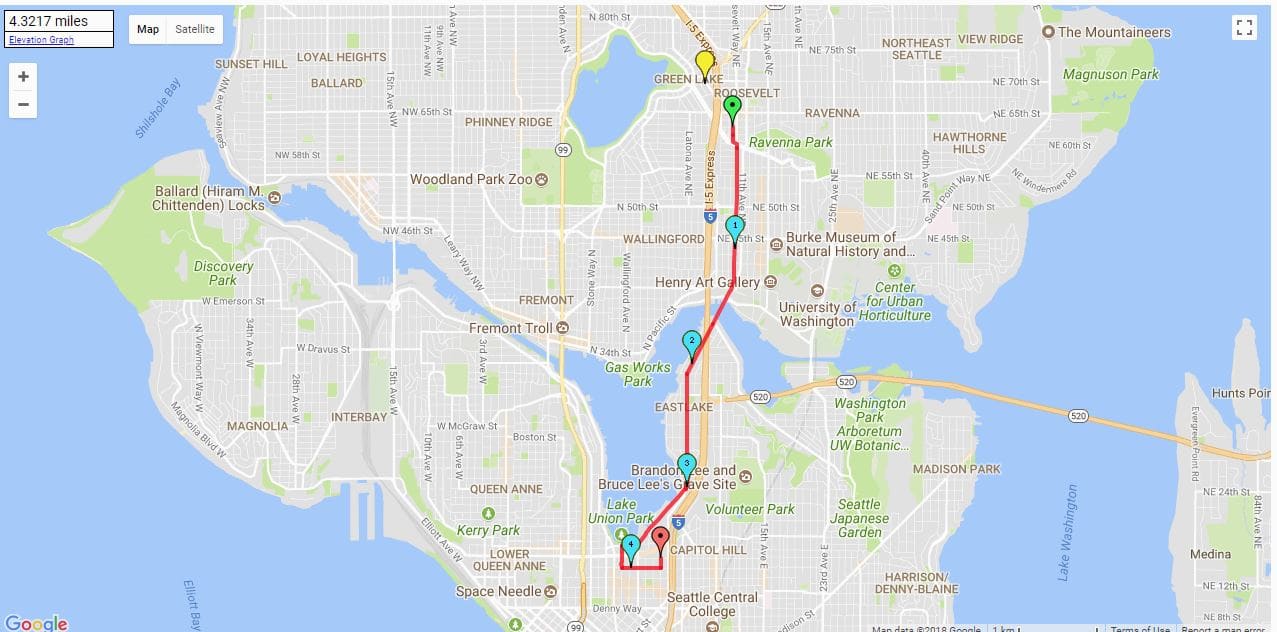 4.3217 miles
Elevation Graph
Map
Satellite
+
−
N 80th St
I-5 Express
15th Ave NE
The Mountaineers
NE 75th St
NORTHEAST
SEATTLE
VIEW RIDGE
Magnuson Park
SUNSET HILL
LOYAL HEIGHTS
BALLARD
GREEN LAKE
ROOSEVELT
NE 70th St
Shilshole Bay
Seaview Ave NW
15th Ave NW
11th Ave NW
9th Ave NW
NW 65th St
PHINNEY RIDGE
RAVENNA
NE 65th St
99
Latona Ave NE
Ravenna Park
HAWTHORNE
HILLS
NE 60th St
NW 58th St
I-5 Express
Woodland Park Zoo
NE 55th St
40th Ave NE
Sand Point Way NE
NE Windermere Rd
Ballard (Hiram M.
Chittenden) Locks
25th Ave NE
11th Ave NE
N 50th St
NE 50th St
NE 50th St
5
1
NW 46th St
WALLINGFORD
Burke Museum of
Natural History and...
NE 45th St
Leary Way NW
Stone Way N
Wallingford Ave N
Discovery
Park
Henry Art Gallery
Center
for Urban
Horticulture
University of
Washington
W Emerson St
FREMONT
N Pacific St
Fremont Troll
34th Ave W
W Viewmont Way W
W Dravus St
3rd Ave W
N 34th St
2
Gas Works
Park
28th Ave W
15th Ave W
520
520
520
Hunts Poin
EASTLAKE
Washington
Park
Arboretum
UW Botanic...
INTERBAY
MAGNOLIA
Magnolia Blvd W
W McGraw St
10th Ave W
6th Ave W
Boston St
Evergreen Point Rd
3
Brandon Lee and
Bruce Lee's Grave Site
MADISON PARK
QUEEN ANNE
Lake
Union Park
Volunteer Park
Seattle
Japanese
Garden
NE 24th St
84th Ave NE
Kerry Park
Elliott Ave W
5
Lake Washington
4
CAPITOL HILL
15th Ave E
23rd Ave E
LOWER
QUEEN ANNE
Medina
HARRISON/
DENNY-BLAINE
Space Needle
Seattle Central
College
NE 12th St
Elliott Bay
Denny Way
NE 8th St
99
Google
Map data ©2018 Google
1 km
Terms of Use
Report a map error